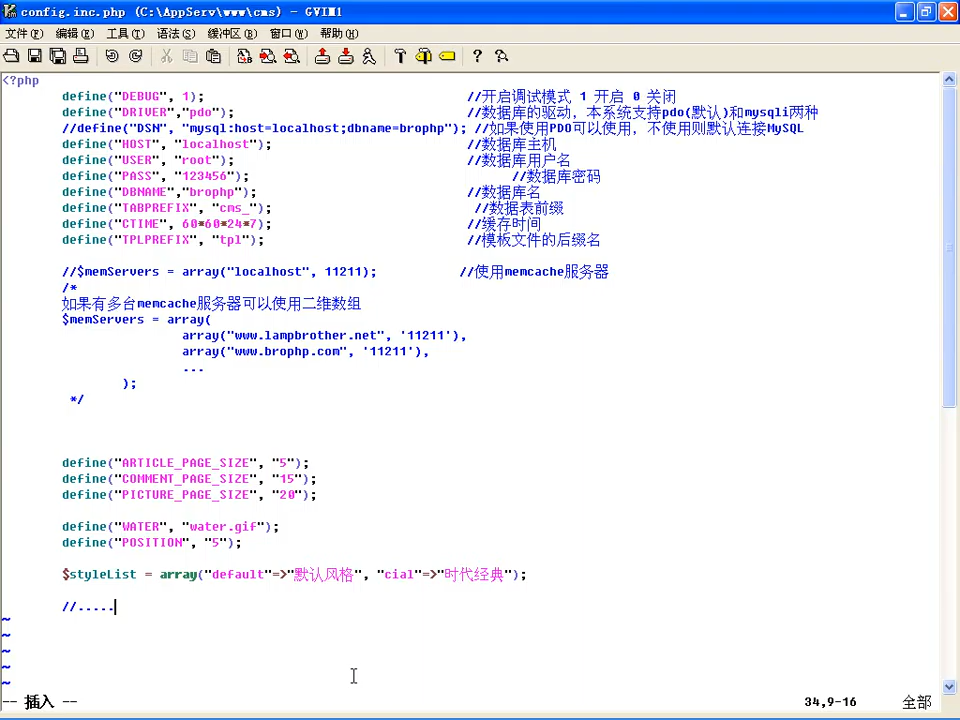 config.inc.php (C:\AppServ\www\cms) - GVIM1
文件(F) 编辑(E) 工具(T) 语法(S) 缓冲区(B) 窗口(W) 帮助(H)
<?php
define("DEBUG", 1); //开启调试模式 1 开启 0 关闭
define("DRIVER","pdo"); //数据库的驱动，本系统支持pdo(默认)和mysqli两种
//define("DSN", "mysql:host=localhost;dbname=brophp"); //如果使用PDO可以使用，不使用则默认连接MySQL
define("HOST", "localhost"); //数据库主机
define("USER", "root"); //数据库用户名
define("PASS", "123456"); //数据库密码
define("DBNAME","brophp"); //数据库名
define("TABPREFIX", "cms_"); //数据表前缀
define("CTIME", 60*60*24*7); //缓存时间
define("TPLPREFIX", "tpl"); //模板文件的后缀名
//$memServers = array("localhost", 11211); //使用memcache服务器
/*
如果有多台memcache服务器可以使用二维数组
$memServers = array(
array("www.lampbrother.net", '11211'),
array("www.brophp.com", '11211'),
...
);
*/
define("ARTICLE_PAGE_SIZE", "5");
define("COMMENT_PAGE_SIZE", "15");
define("PICTURE_PAGE_SIZE", "20");
define("WATER", "water.gif");
define("POSITION", "5");
$styleList = array("default"=>"默认风格", "cial"=>"时代经典");
//.....
~
~
~
~
~
-- 插入 -- 34,9-16 全部